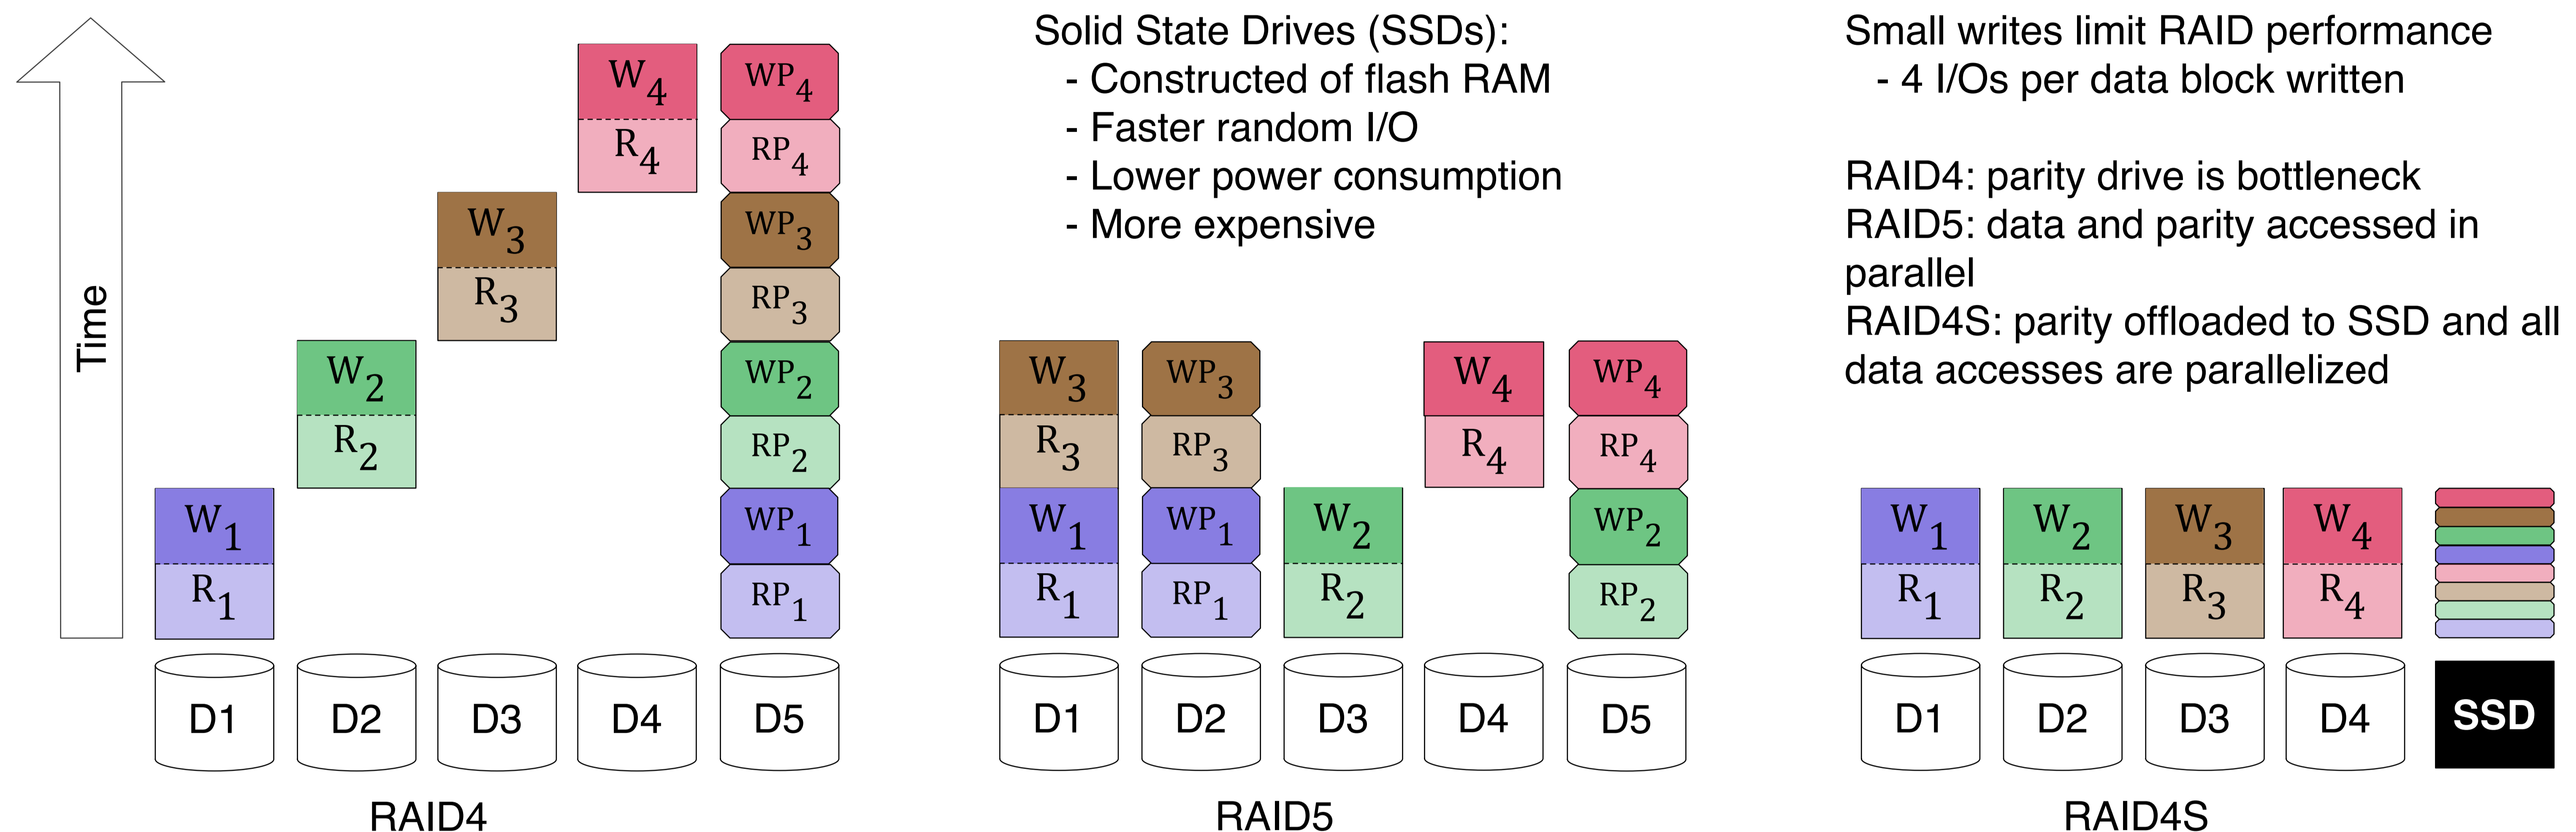 Time
W4
WP4
R4
RP4
W3
WP3
R3
RP3
W2
WP2
R2
RP2
W1
WP1
R1
RP1
D1 D2 D3 D4 D5
RAID4
Solid State Drives (SSDs):
- Constructed of flash RAM
- Faster random I/O
- Lower power consumption
- More expensive
W3 WP3 W4 WP4
R3 RP3 R4 RP4
W1 WP1 W2 WP2
R1 RP1 R2 RP2
D1 D2 D3 D4 D5
RAID5
Small writes limit RAID performance
- 4 I/Os per data block written
RAID4: parity drive is bottleneck
RAID5: data and parity accessed in
parallel
RAID4S: parity offloaded to SSD and all
data accesses are parallelized
W1 W2 W3 W4
R1 R2 R3 R4
D1 D2 D3 D4 SSD
RAID4S